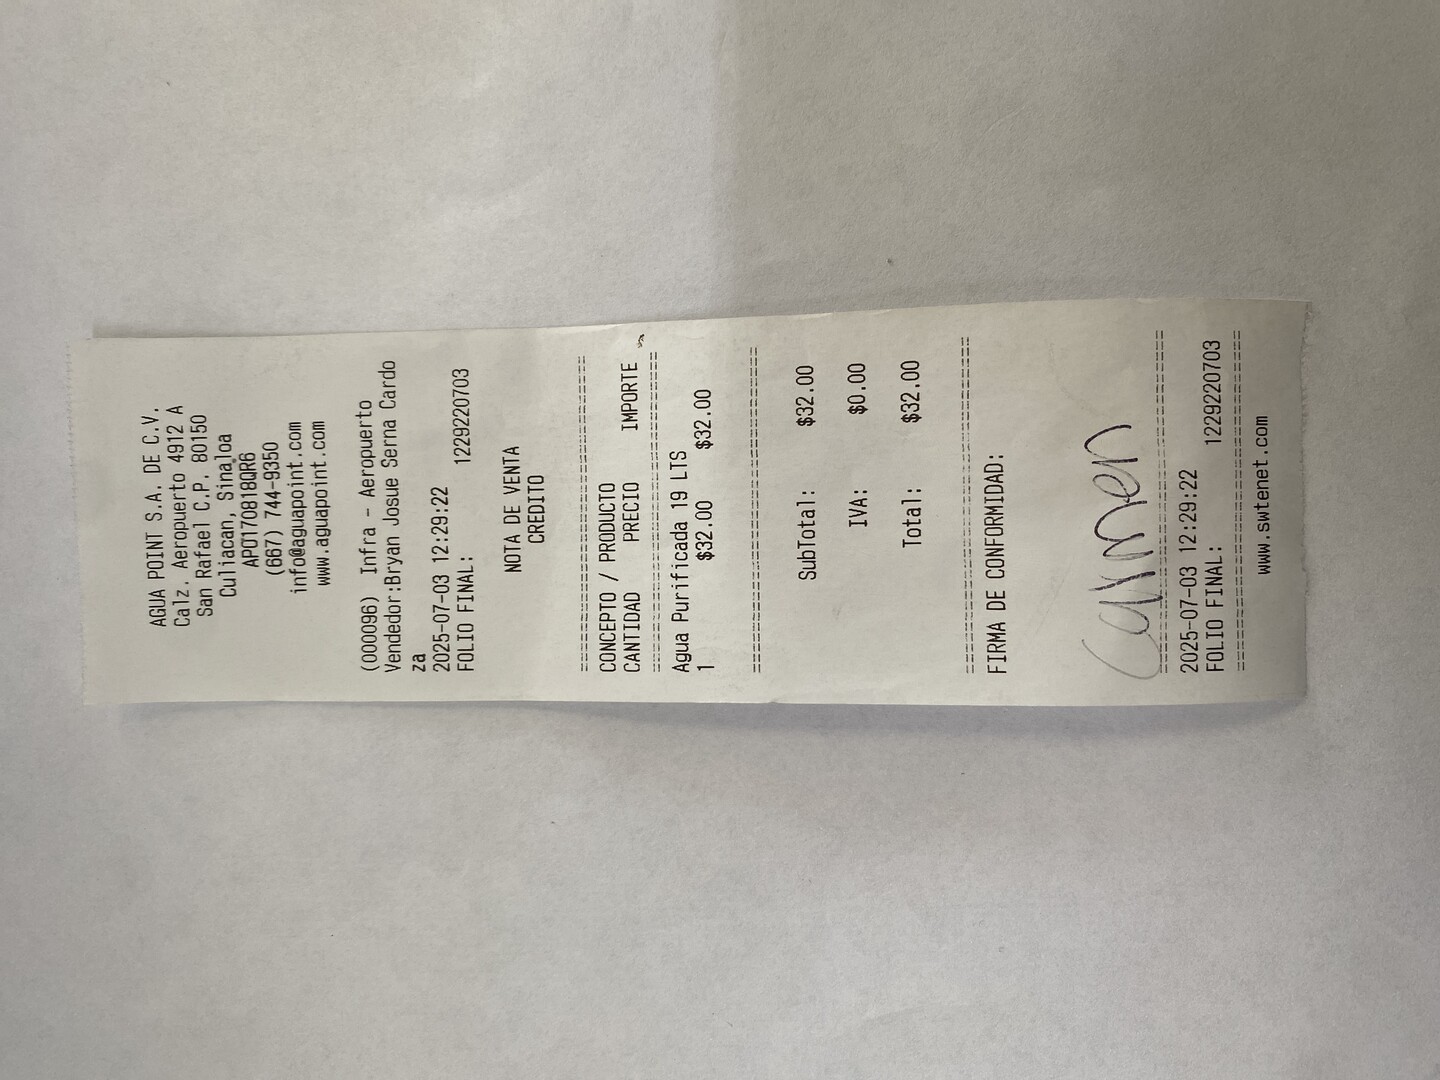 AGUA POINT S.A. DE C.V.
Calz. Aeropuerto 4912 A
San Rafael C.P. 80150
Culiacan, Sinaloa
APO170818QR6
(667) 744-9350
info@aguapoint.com
www.aguapoint.com
(000096) Infra - Aeropuerto
Vendedor:Bryan Josue Serna Cardo
za
2025-07-03 12:29:22
FOLIO FINAL: 1229220703
NOTA DE VENTA
CREDITO
================================
CONCEPTO / PRODUCTO
CANTIDAD PRECIO IMPORTE
================================
Agua Purificada 19 LTS
1 $32.00 $32.00
================================
SubTotal: $32.00
IVA: $0.00
Total: $32.00
================================
FIRMA DE CONFORMIDAD:
Carmen
================================
2025-07-03 12:29:22
FOLIO FINAL: 1229220703
================================
www.swtenet.com